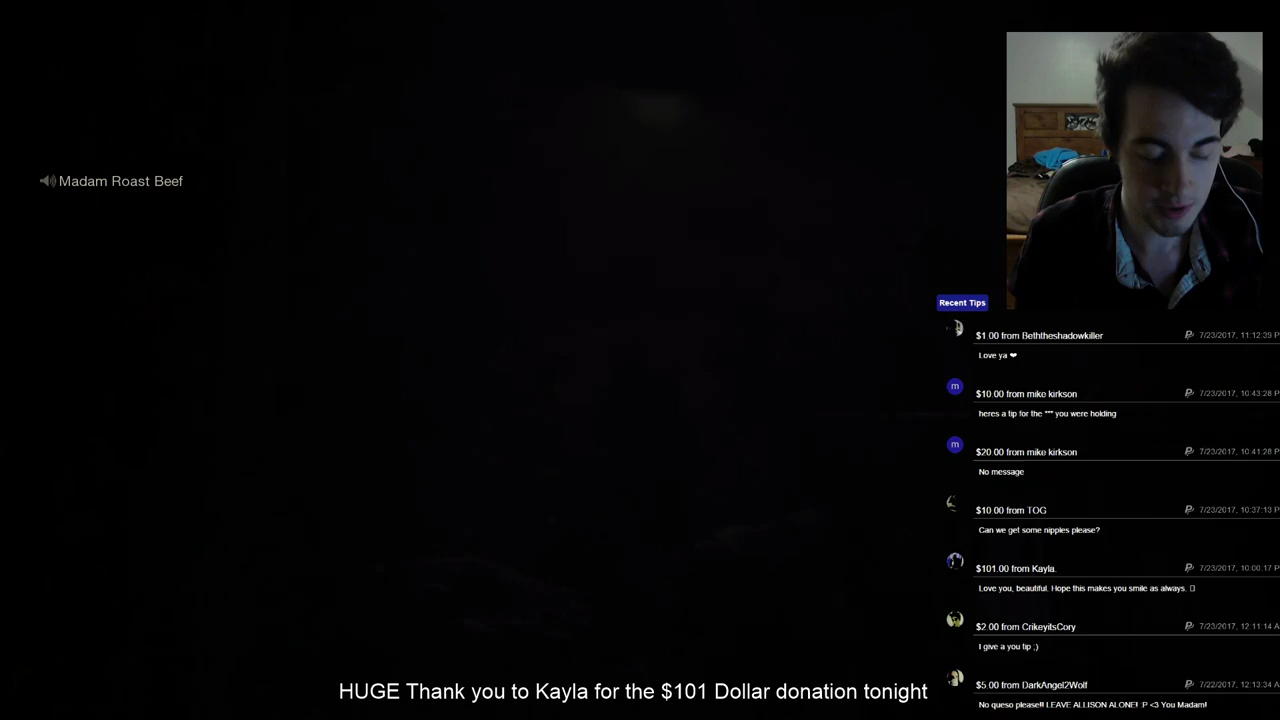 Madam Roast Beef
Recent Tips
$1.00 from Beththeshadowkiller
7/23/2017, 11:12:39 P
Love ya ❤
m
$10.00 from mike kirkson
7/23/2017, 10:43:28 P
heres a tip for the *** you were holding
m
$20.00 from mike kirkson
7/23/2017, 10:41:28 P
No message
$10.00 from TOG
7/23/2017, 10:37:13 P
Can we get some nipples please?
$101.00 from Kayla.
7/23/2017, 10:00:17 P
Love you, beautiful. Hope this makes you smile as always.
$2.00 from CrikeyitsCory
7/23/2017, 12:11:14 A
I give a you tip ;)
$5.00 from DarkAngel2Wolf
7/22/2017, 12:13:34 A
No queso please!! LEAVE ALLISON ALONE! :P <3 You Madam!
HUGE Thank you to Kayla for the $101 Dollar donation tonight